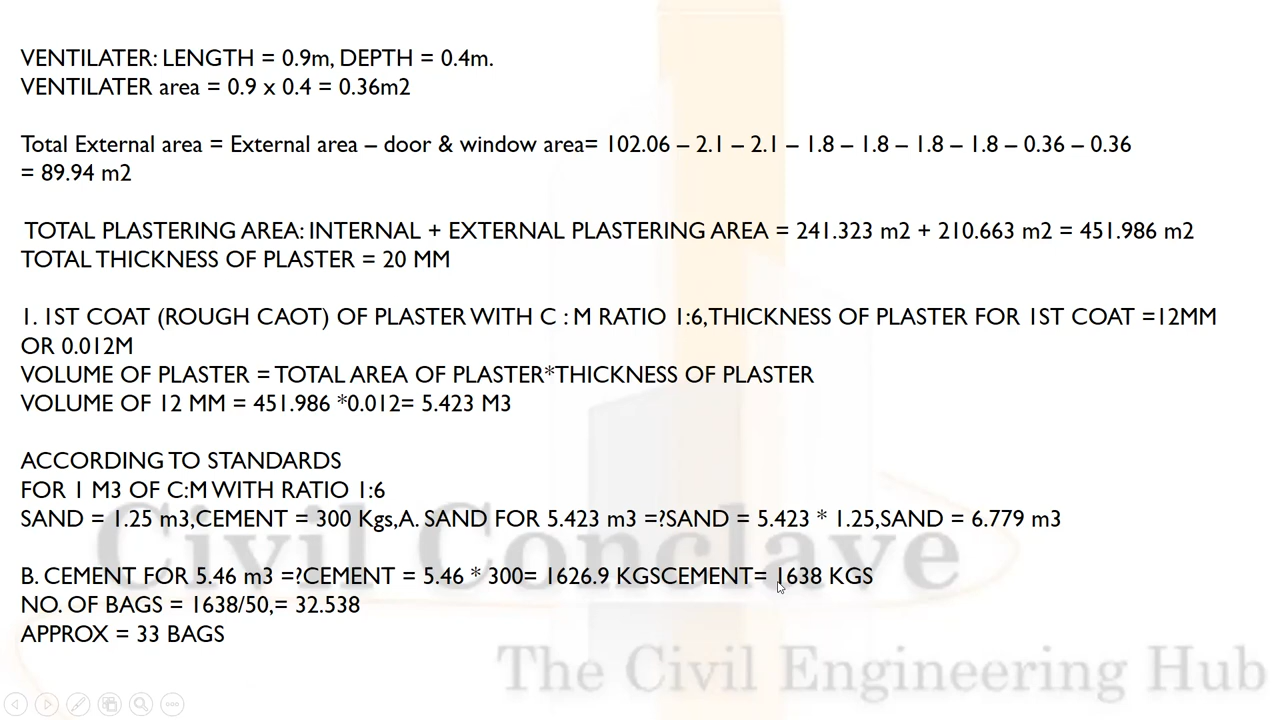 VENTILATER: LENGTH = 0.9m, DEPTH = 0.4m.
VENTILATER area = 0.9 x 0.4 = 0.36m2
Total External area = External area – door & window area= 102.06 – 2.1 – 2.1 – 1.8 – 1.8 – 1.8 – 1.8 – 0.36 – 0.36
= 89.94 m2
TOTAL PLASTERING AREA: INTERNAL + EXTERNAL PLASTERING AREA = 241.323 m2 + 210.663 m2 = 451.986 m2
TOTAL THICKNESS OF PLASTER = 20 MM
1. 1ST COAT (ROUGH CAOT) OF PLASTER WITH C : M RATIO 1:6,THICKNESS OF PLASTER FOR 1ST COAT =12MM
OR 0.012M
VOLUME OF PLASTER = TOTAL AREA OF PLASTER*THICKNESS OF PLASTER
VOLUME OF 12 MM = 451.986 *0.012= 5.423 M3
ACCORDING TO STANDARDS
FOR 1 M3 OF C:M WITH RATIO 1:6
SAND = 1.25 m3,CEMENT = 300 Kgs,A. SAND FOR 5.423 m3 =?SAND = 5.423 * 1.25,SAND = 6.779 m3
Civil Conclave
B. CEMENT FOR 5.46 m3 =?CEMENT = 5.46 * 300= 1626.9 KGSCEMENT= 1638 KGS
NO. OF BAGS = 1638/50,= 32.538
APPROX = 33 BAGS
The Civil Engineering Hub